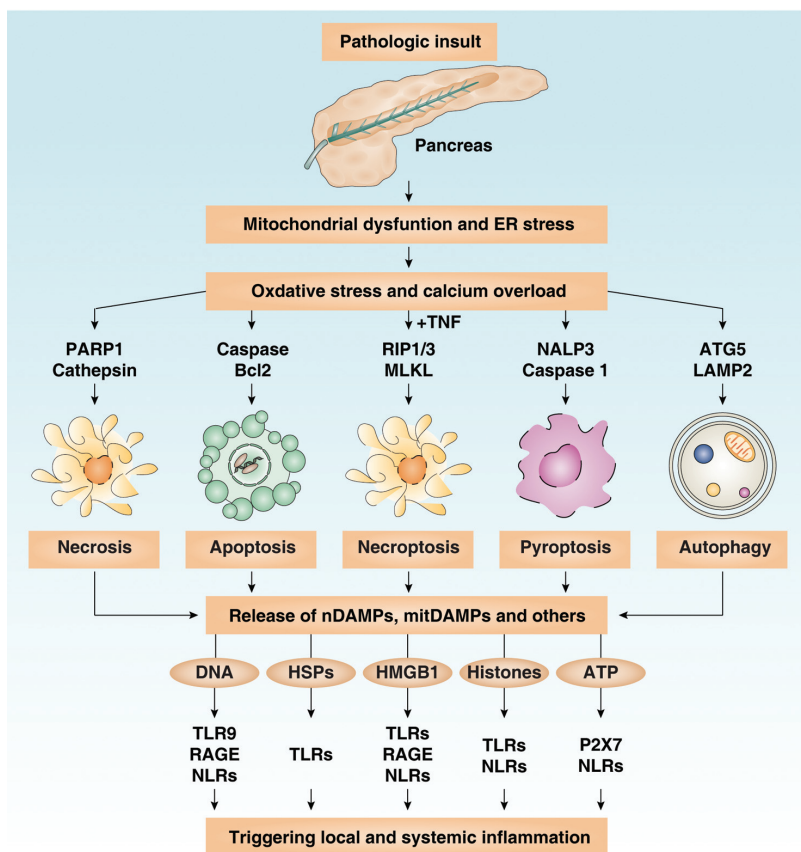 Pathologic insult
Pancreas
Mitochondrial dysfuntion and ER stress
Oxdative stress and calcium overload
+TNF
PARP1
Cathepsin
Caspase
Bcl2
RIP1/3
MLKL
NALP3
Caspase 1
ATG5
LAMP2
Necrosis
Apoptosis
Necroptosis
Pyroptosis
Autophagy
Release of nDAMPs, mitDAMPs and others
DNA
HSPs
HMGB1
Histones
ATP
TLR9
RAGE
NLRs
TLRs
TLRs
RAGE
NLRs
TLRs
NLRs
P2X7
NLRs
Triggering local and systemic inflammation